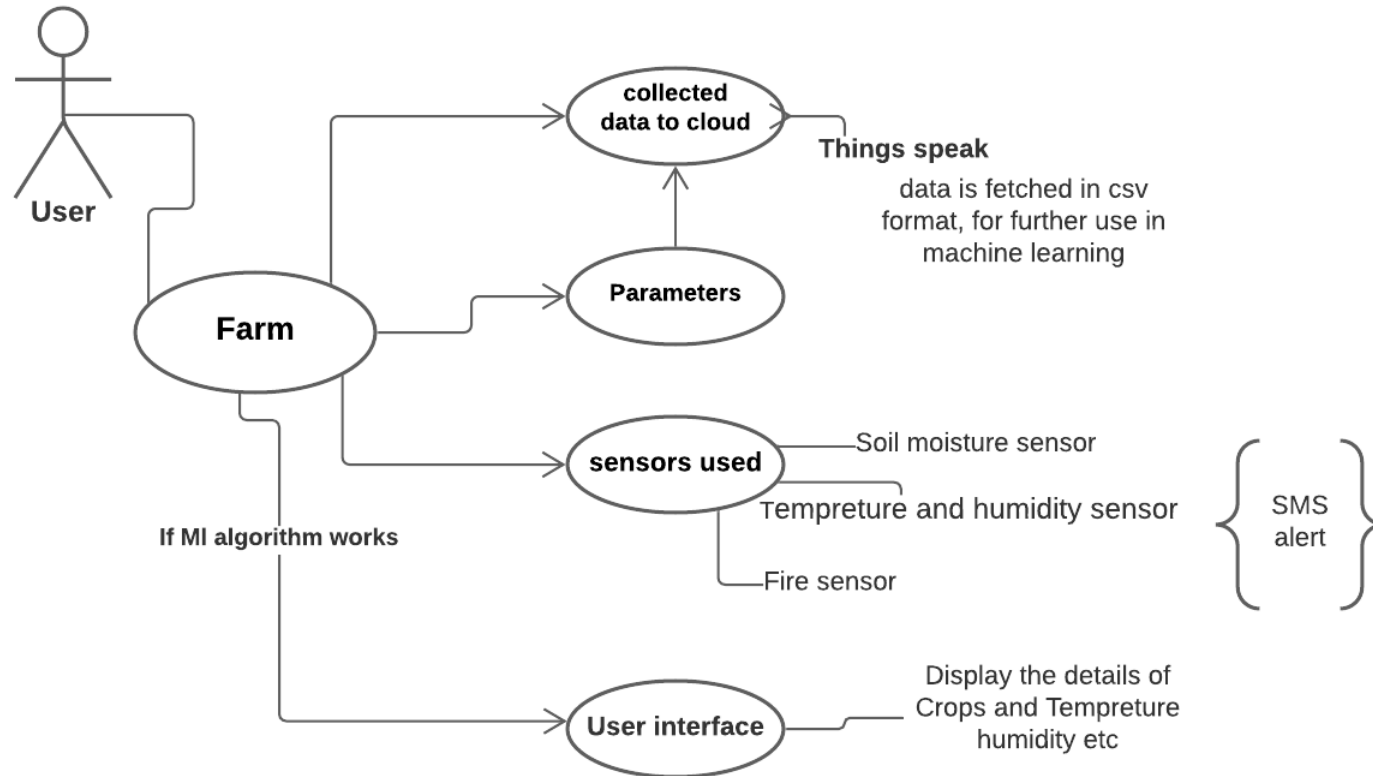 User
Farm
collected
data to cloud
Things speak
data is fetched in csv
format, for further use in
machine learning
Parameters
sensors used
Soil moisture sensor
Tempreture and humidity sensor
Fire sensor
SMS
alert
If Ml algorithm works
User interface
Display the details of
Crops and Tempreture
humidity etc